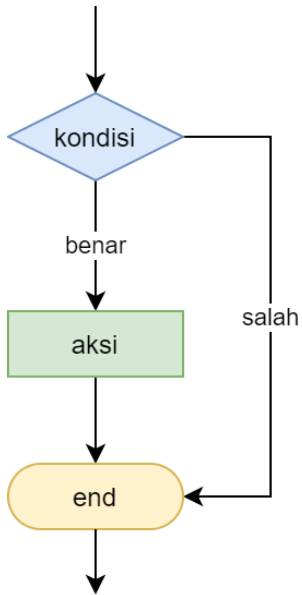 kondisi
benar
salah
aksi
end